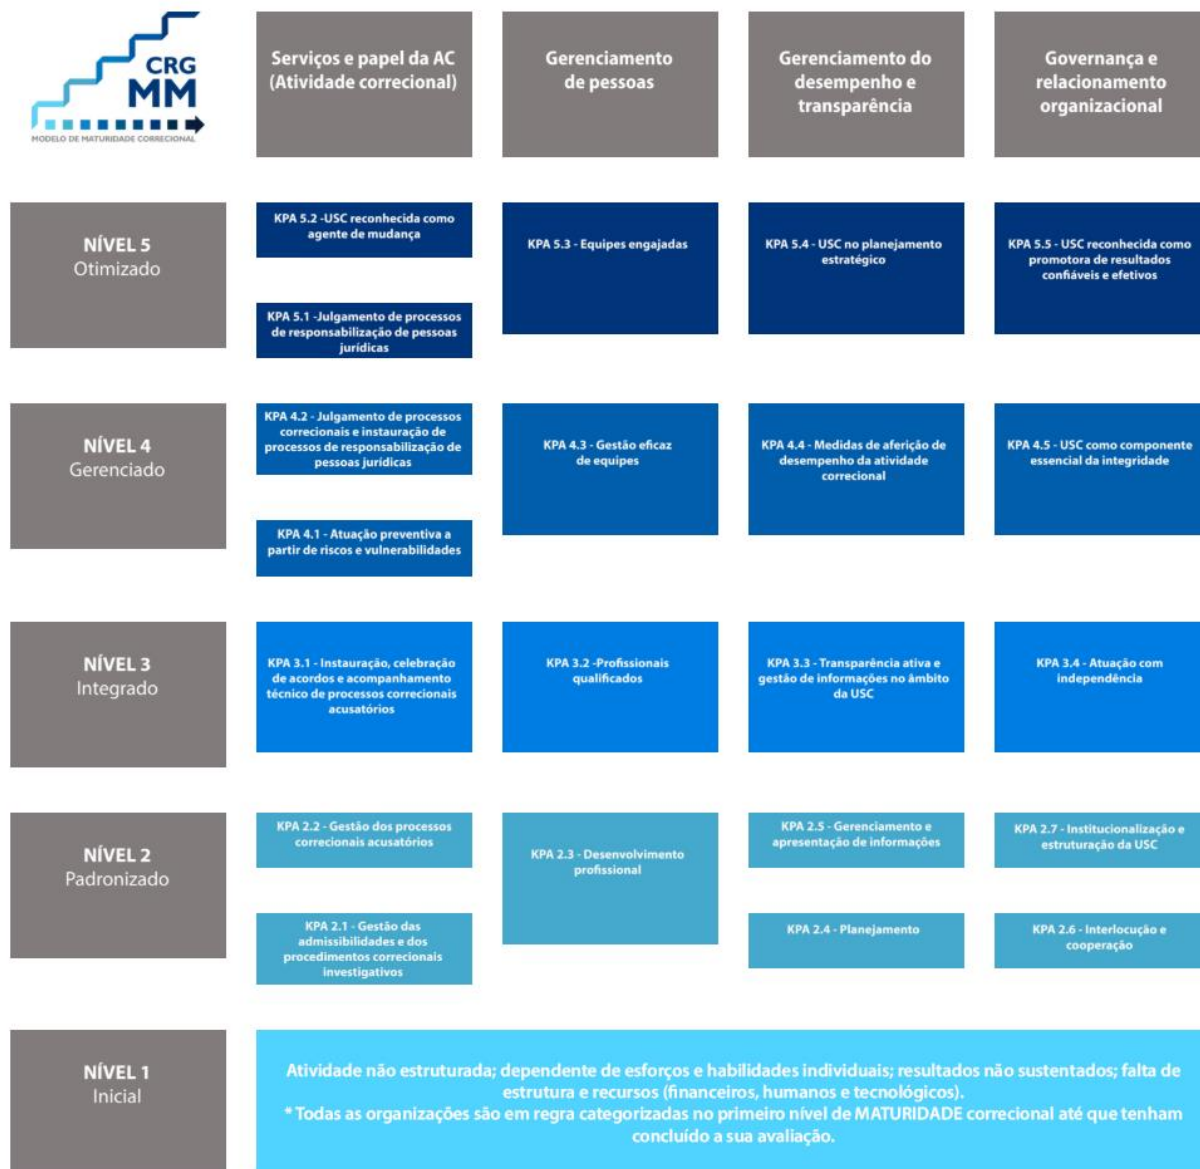 CRG
MM
MODELO DE MATURIDADE CORRECIONAL
Serviços e papel da AC
(Atividade correcional)
Gerenciamento
de pessoas
Gerenciamento do
desempenho e
transparência
Governança e
relacionamento
organizacional
NÍVEL 5
Otimizado
KPA 5.2 -USC reconhecida como
agente de mudança
KPA 5.1 -Julgamento de processos
de responsabilização de pessoas
jurídicas
KPA 5.3 - Equipes engajadas
KPA 5.4 - USC no planejamento
estratégico
KPA 5.5 - USC reconhecida como
promotora de resultados
confiáveis e efetivos
NÍVEL 4
Gerenciado
KPA 4.2 - Julgamento de processos
correcionais e instauração de
processos de responsabilização de
pessoas jurídicas
KPA 4.1 - Atuação preventiva a
partir de riscos e vulnerabilidades
KPA 4.3 - Gestão eficaz
de equipes
KPA 4.4 - Medidas de aferição de
desempenho da atividade
correcional
KPA 4.5 - USC como componente
essencial da integridade
NÍVEL 3
Integrado
KPA 3.1 - Instauração, celebração
de acordos e acompanhamento
técnico de processos correcionais
acusatórios
KPA 3.2 -Profissionais
qualificados
KPA 3.3 - Transparência ativa e
gestão de informações no âmbito
da USC
KPA 3.4 - Atuação com
independência
NÍVEL 2
Padronizado
KPA 2.2 - Gestão dos processos
correcionais acusatórios
KPA 2.1 - Gestão das
admissibilidades e dos
procedimentos correcionais
investigativos
KPA 2.3 - Desenvolvimento
profissional
KPA 2.5 - Gerenciamento e
apresentação de informações
KPA 2.4 - Planejamento
KPA 2.7 - Institucionalização e
estruturação da USC
KPA 2.6 - Interlocução e
cooperação
NÍVEL 1
Inicial
Atividade não estruturada; dependente de esforços e habilidades individuais; resultados não sustentados; falta de
estrutura e recursos (financeiros, humanos e tecnológicos).
* Todas as organizações são em regra categorizadas no primeiro nível de MATURIDADE correcional até que tenham
concluído a sua avaliação.